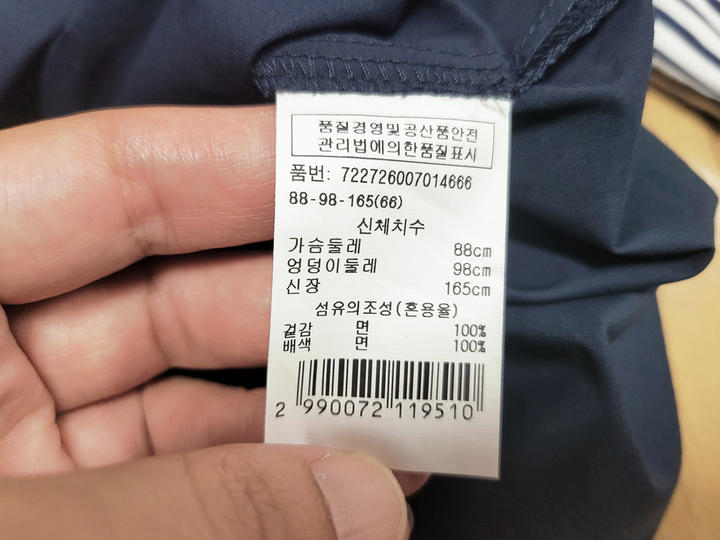 품질경영및공산품안전
관리법에의한품질표시
품번: 722726007014666
88-98-165(66)
신체치수
가슴둘레 88cm
엉덩이둘레 98cm
신장 165cm
섬유의조성(혼용율)
겉감 면 100%
배색 면 100%
2 990072 119510